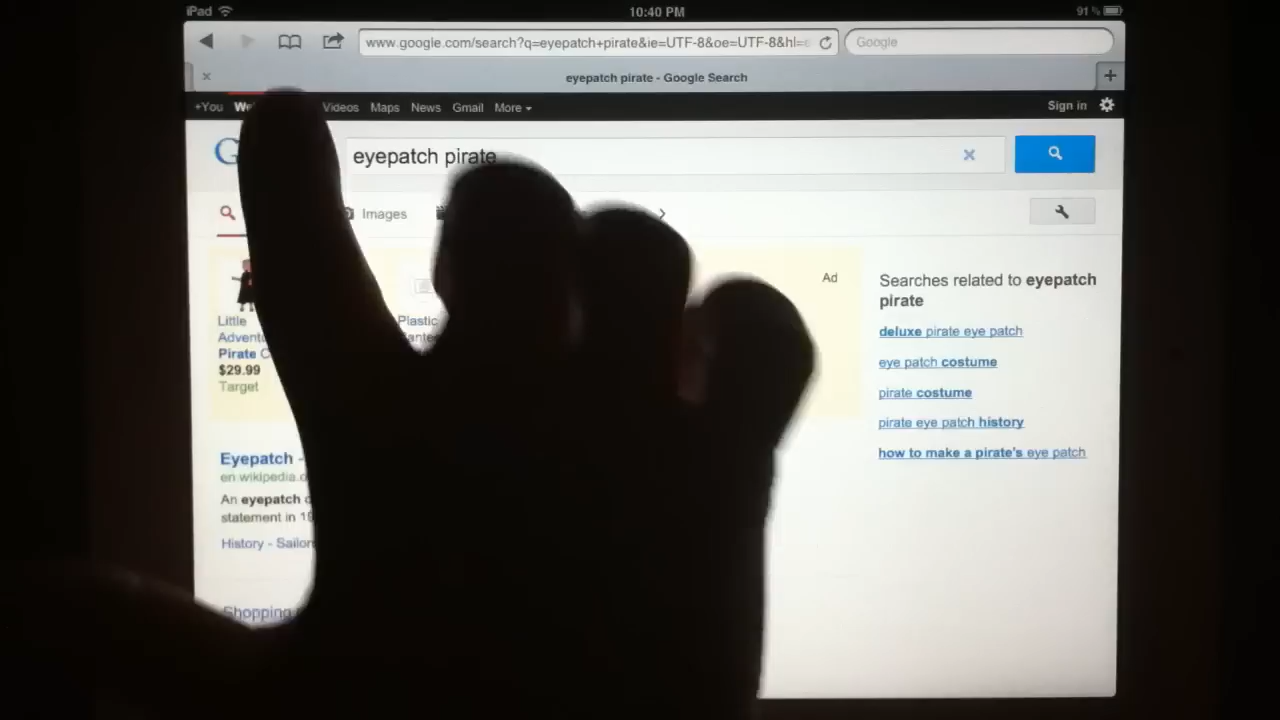 iPad
10:40 PM
91 %
www.google.com/search?q=eyepatch+pirate&ie=UTF-8&oe=UTF-8&hl=
Google
eyepatch pirate - Google Search
+You Videos Maps News Gmail More
Sign in
eyepatch pirate
Images
Ad
Little
Pirate
$29.99
Target
Plastic
Searches related to eyepatch
pirate
deluxe pirate eye patch
eye patch costume
pirate costume
pirate eye patch history
how to make a pirate's eye patch
Eyepatch -
en.wikipedia.
An eyepatch
statement in
History - Sailor
Shopping